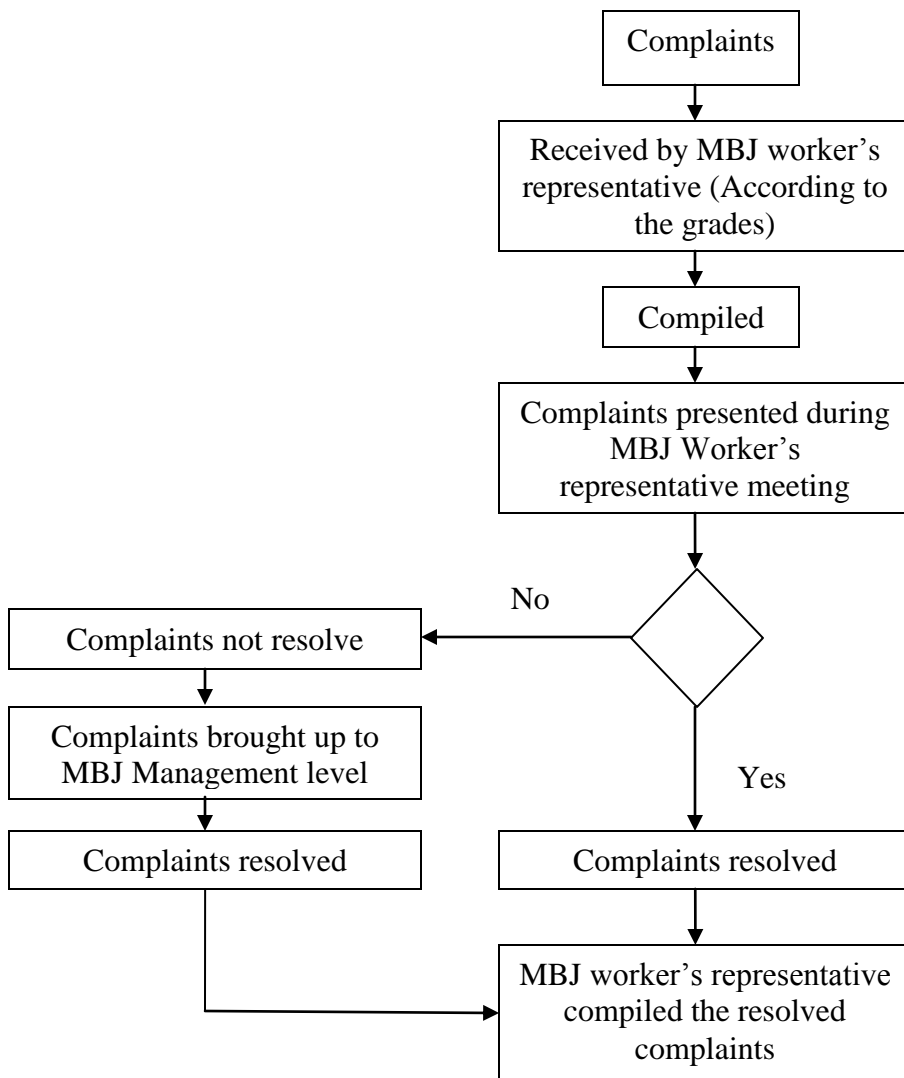 Complaints
Received by MBJ worker’s
representative (According to
the grades)
Compiled
Complaints presented during
MBJ Worker’s
representative meeting
No
Complaints not resolve
Complaints brought up to
MBJ Management level
Yes
Complaints resolved
Complaints resolved
MBJ worker’s representative
compiled the resolved
complaints